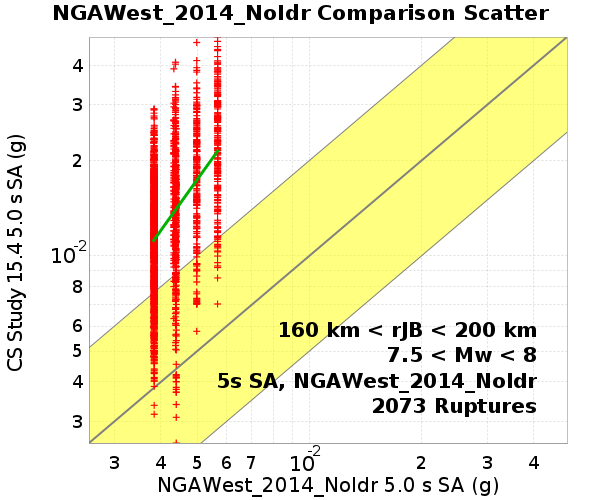 NGAWest_2014_NoIdr Comparison Scatter
CS Study 15.4 5.0 s SA (g)
4
3
2
10-2
8
6
5
4
3
160 km < rJB < 200 km
7.5 < Mw < 8
5s SA, NGAWest_2014_NoIdr
2073 Ruptures
3 4 5 6 7 10-2 2 3 4
NGAWest_2014_NoIdr 5.0 s SA (g)